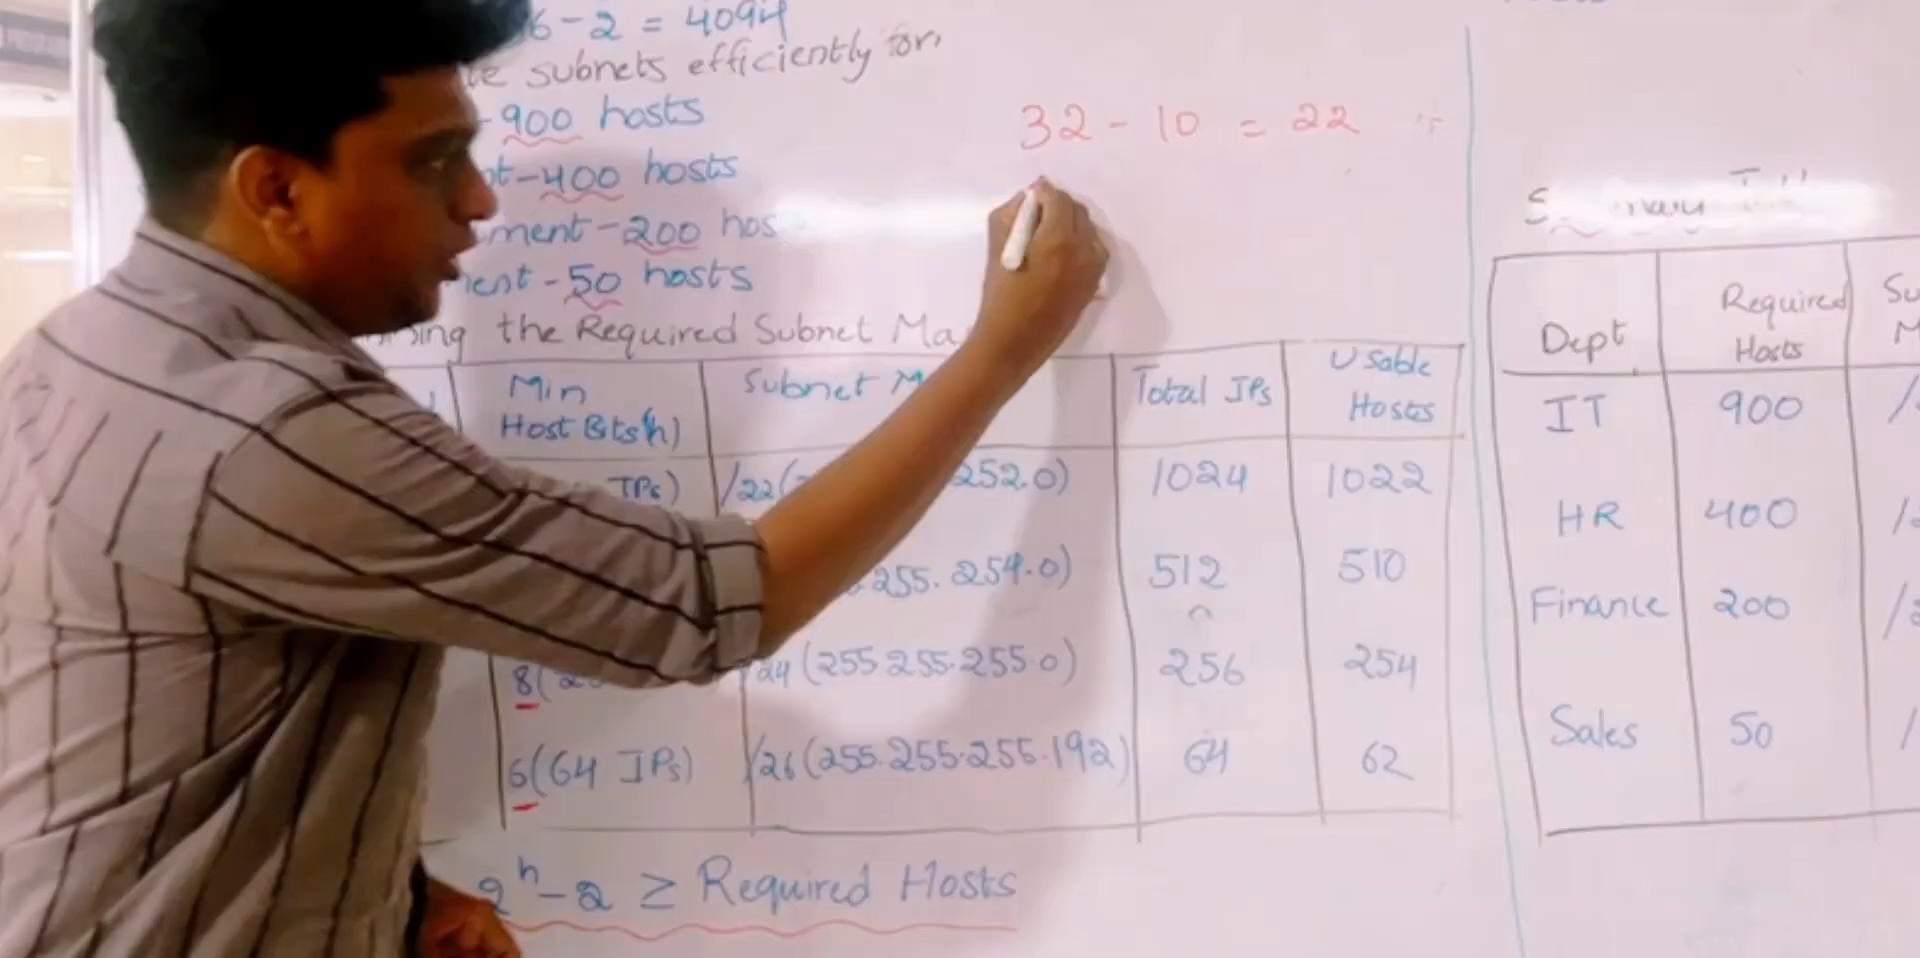 6-2 = 4094
subnets efficiently for,
-900 hosts
-400 hosts
ment-200 hos
ent-50 hosts
32-10 = 22
the Required Subnet Ma
Min
Host Bits(h)
Subnet M
Total IPs
Usable
Hosts
IPs)
/22(
252.0)
1024
1022
255.254.0)
512
510
8(
24 (255.255.255.0)
256
254
6(64 IPs)
/26(255.255.255.192)
64
62
2ʰ-2 ≥ Required Hosts
Dept
Required
Hosts
Su
M
IT
900
HR
400
Finance
200
Sales
50